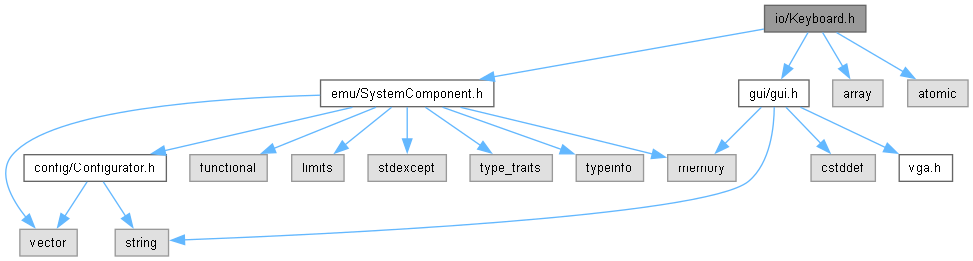 io/Keyboard.h
emu/SystemComponent.h
gui/gui.h
array
atomic
config/Configurator.h
functional
limits
stdexcept
type_traits
typeinfo
memory
cstddef
vga.h
vector
string